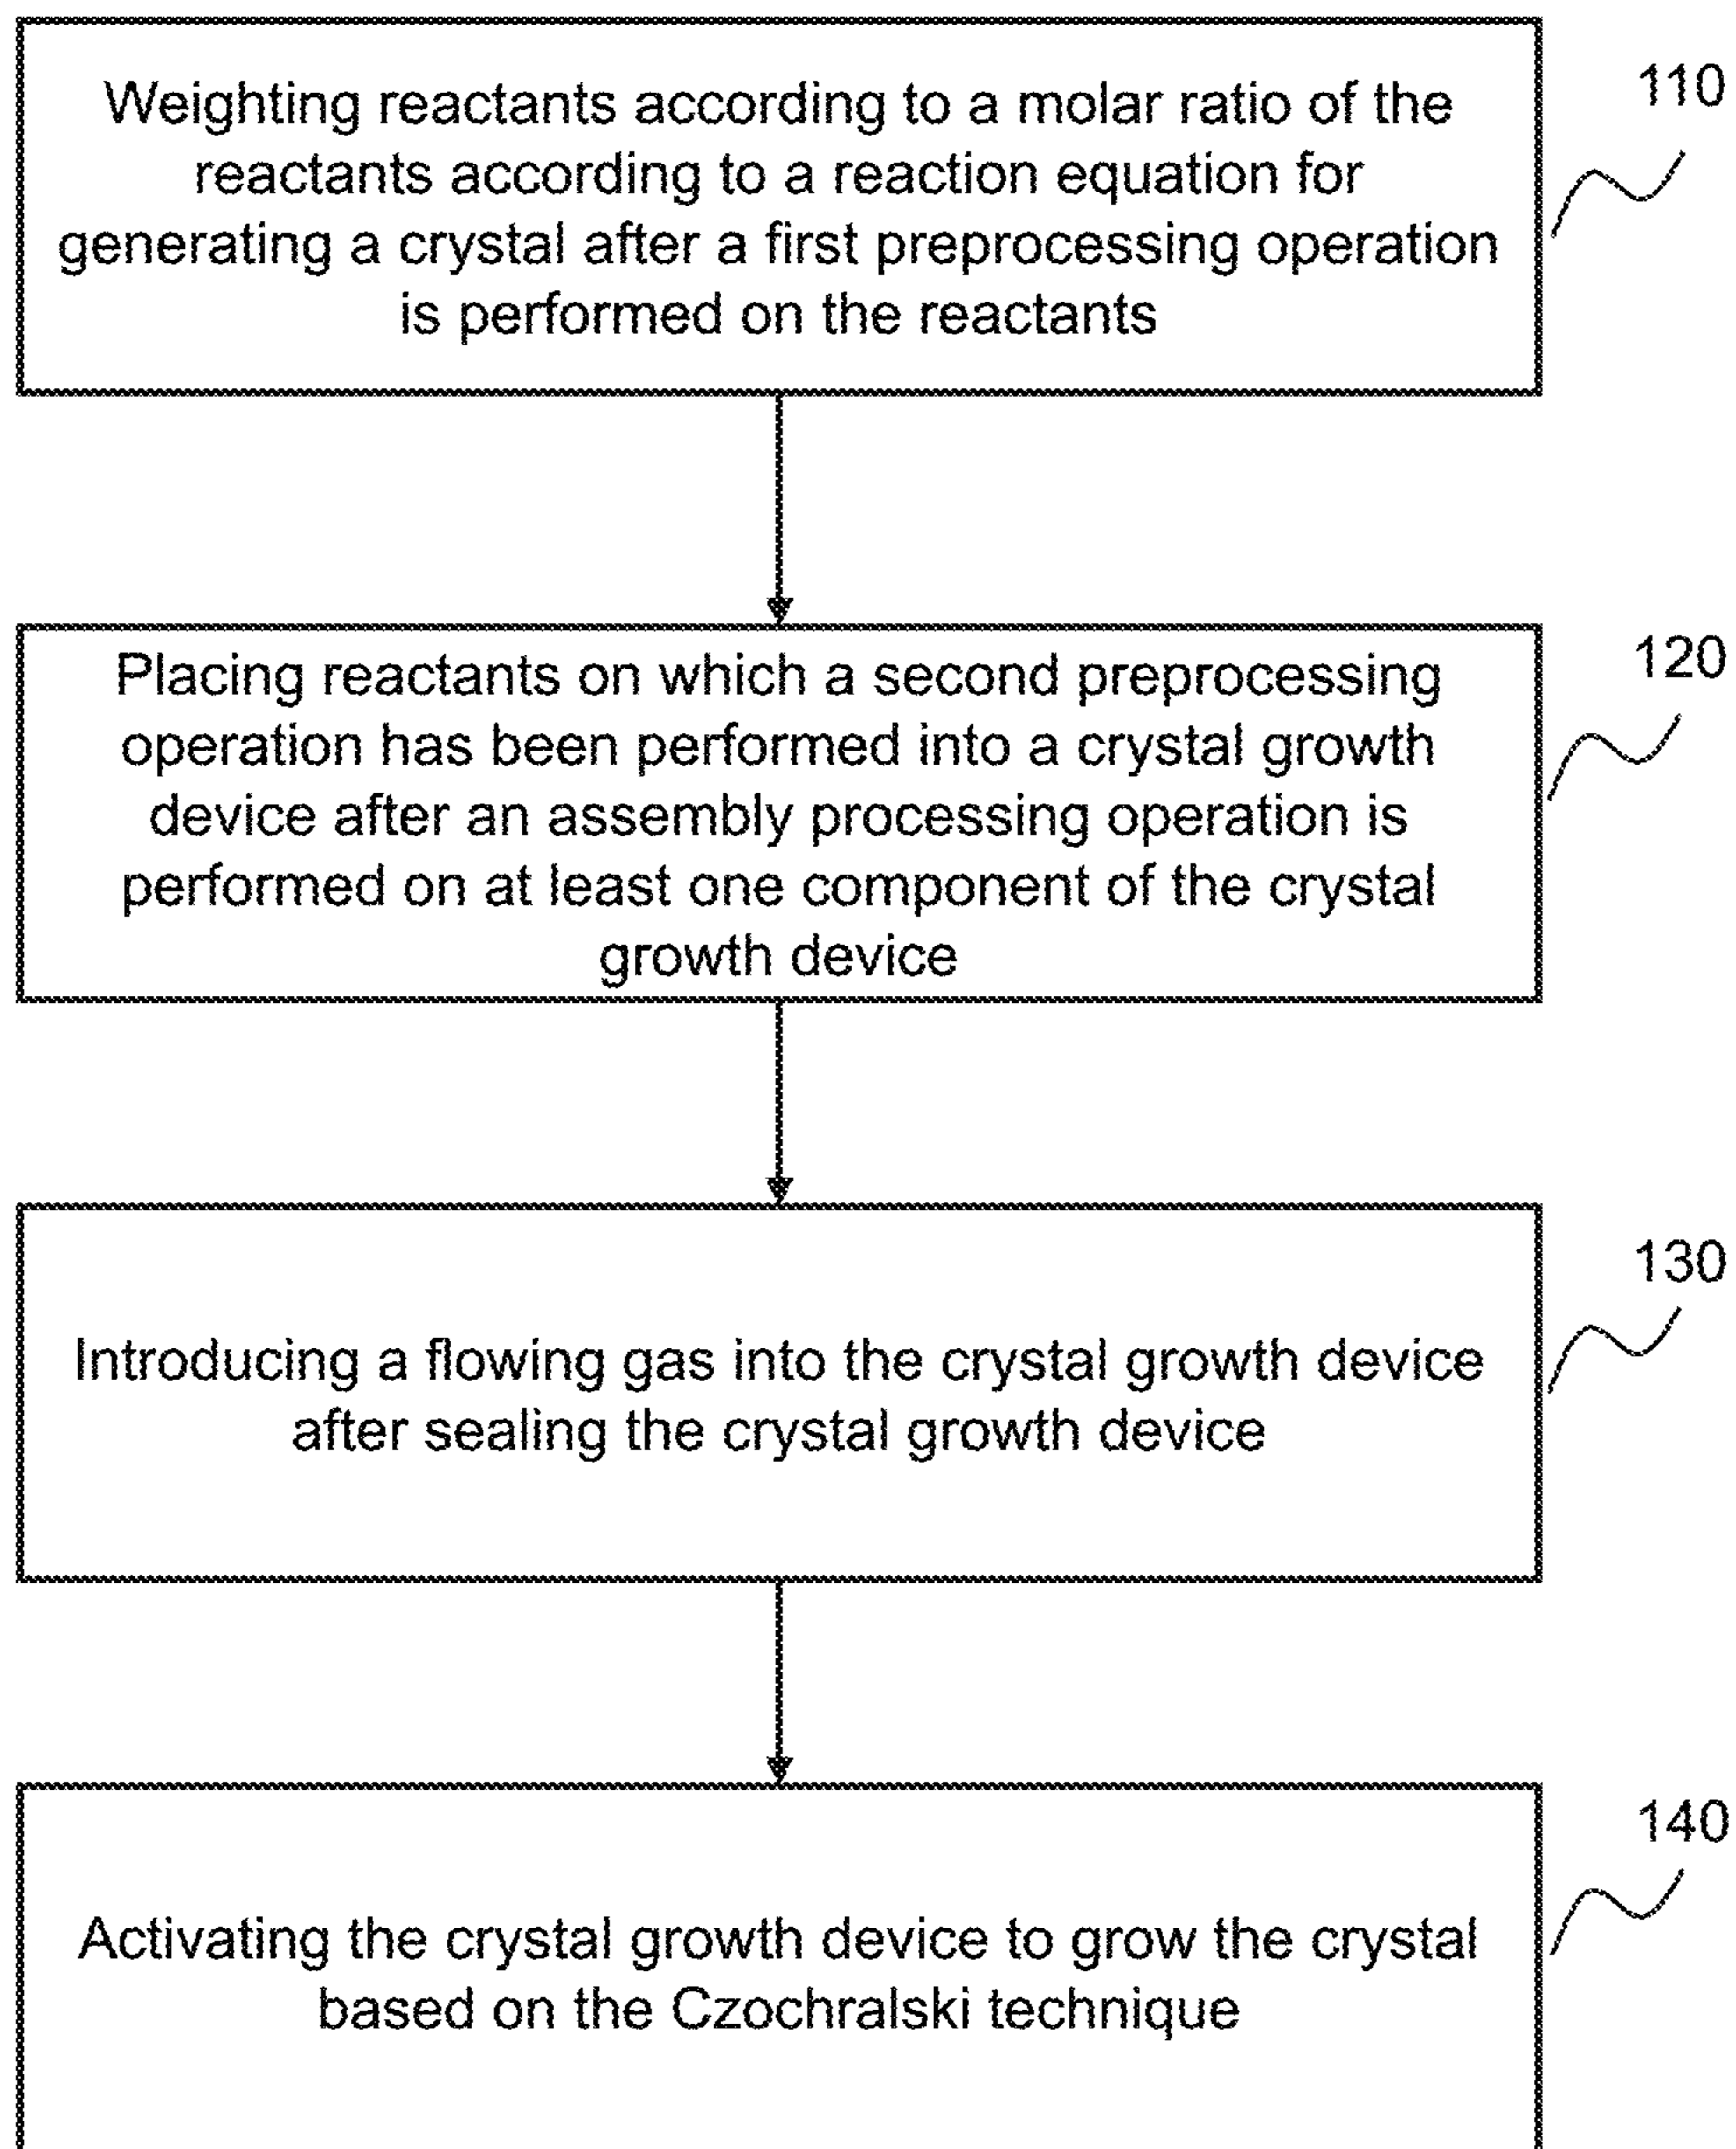 Weighting reactants according to a molar ratio of the
reactants according to a reaction equation for
generating a crystal after a first preprocessing operation
is performed on the reactants
110
Placing reactants on which a second preprocessing
operation has been performed into a crystal growth
device after an assembly processing operation is
performed on at least one component of the crystal
growth device
120
Introducing a flowing gas into the crystal growth device
after sealing the crystal growth device
130
Activating the crystal growth device to grow the crystal
based on the Czochralski technique
140